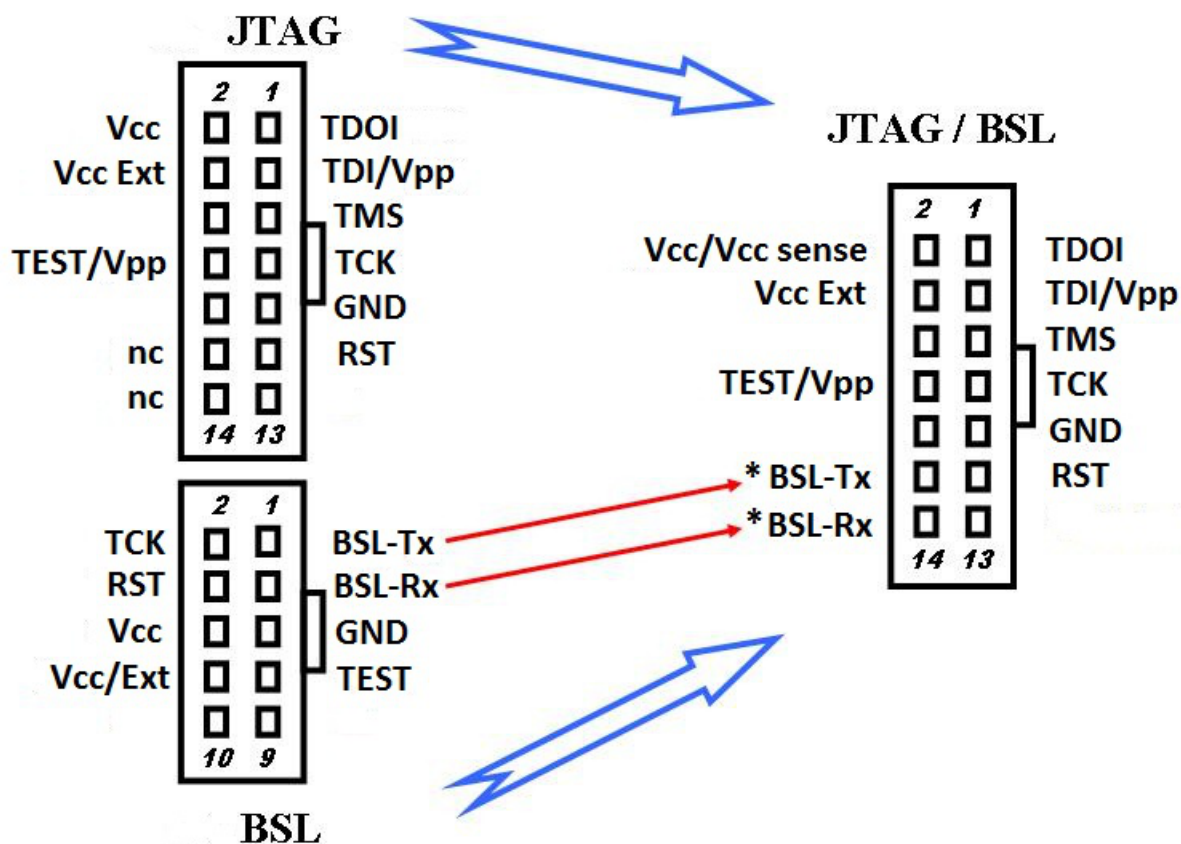 JTAG
2 1
Vcc TDOI
Vcc Ext TDI/Vpp
TMS
TEST/Vpp TCK
GND
nc RST
nc
14 13
2 1
TCK BSL-Tx
RST BSL-Rx
Vcc GND
Vcc/Ext TEST
10 9
BSL
JTAG / BSL
2 1
Vcc/Vcc sense TDOI
Vcc Ext TDI/Vpp
TMS
TEST/Vpp TCK
GND
* BSL-Tx RST
*BSL-Rx
14 13